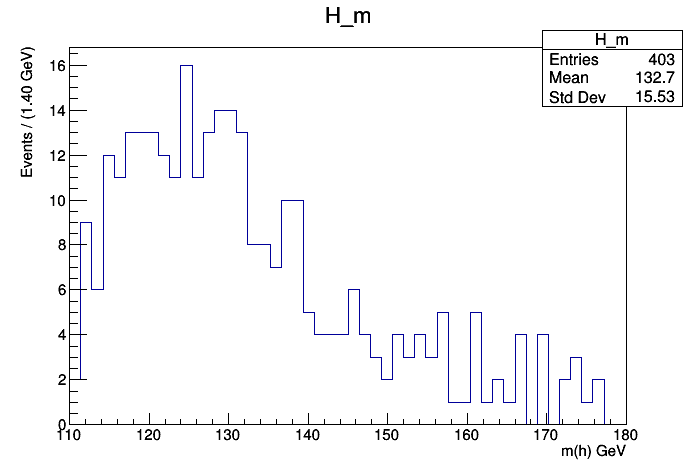 H_m
H_m
Entries 403
Mean 132.7
Std Dev 15.53
Events / (1.40 GeV)
16
14
12
10
8
6
4
2
0
110 120 130 140 150 160 170 180
m(h) GeV